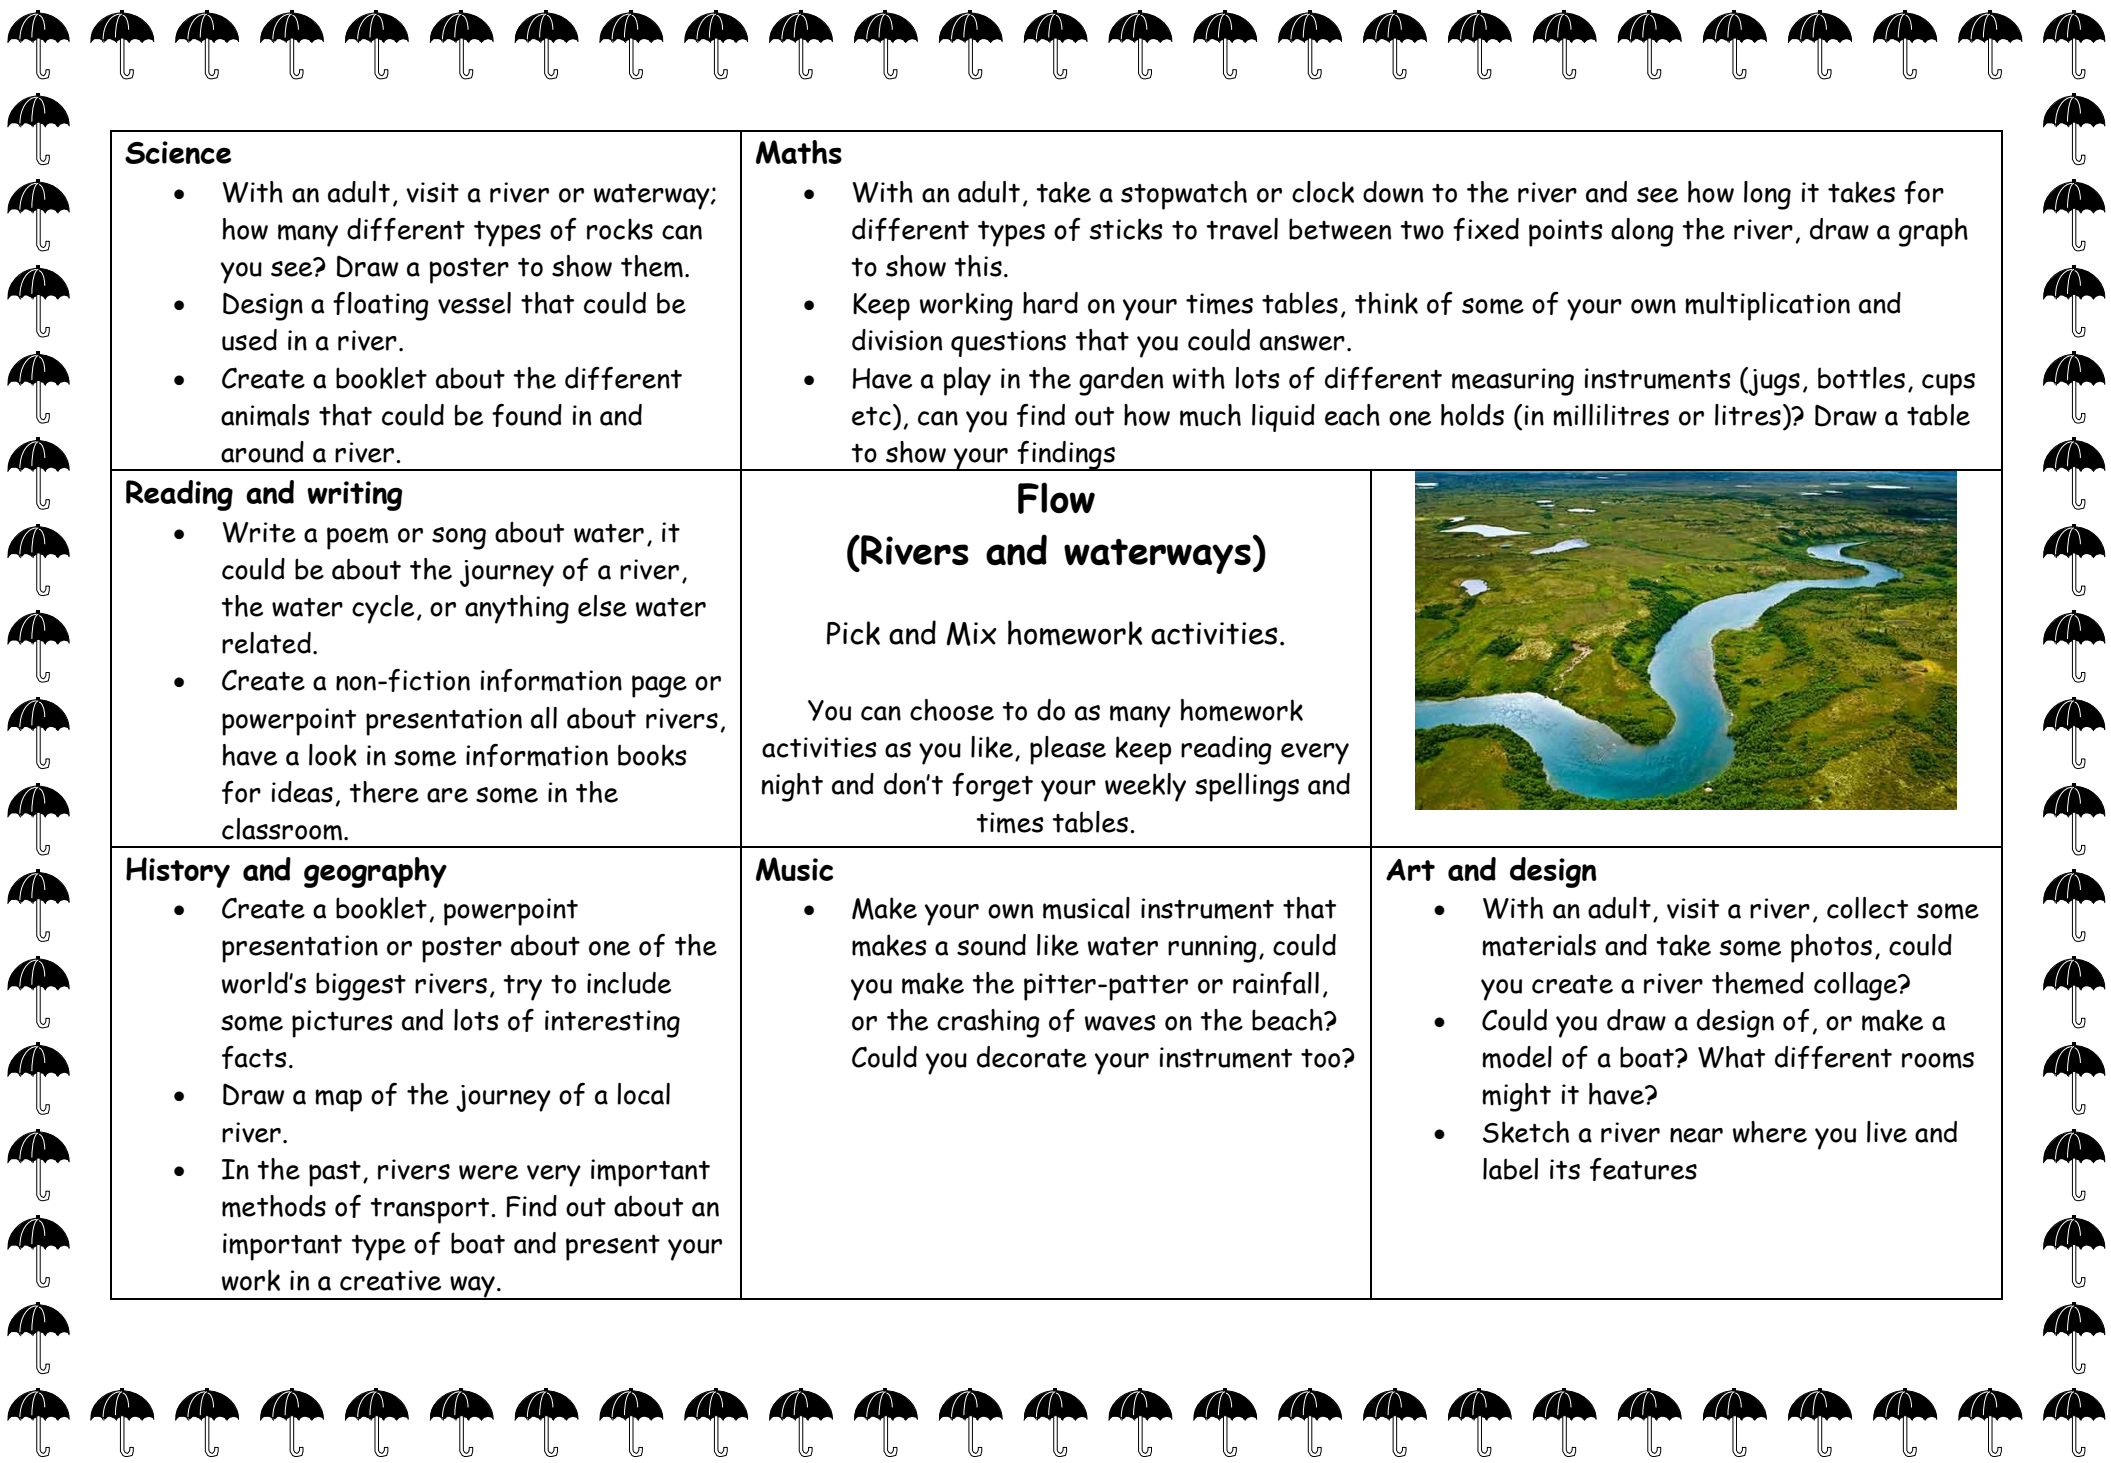 Science
• With an adult, visit a river or waterway;
how many different types of rocks can
you see? Draw a poster to show them.
• Design a floating vessel that could be
used in a river.
• Create a booklet about the different
animals that could be found in and
around a river.
Maths
• With an adult, take a stopwatch or clock down to the river and see how long it takes for
different types of sticks to travel between two fixed points along the river, draw a graph
to show this.
• Keep working hard on your times tables, think of some of your own multiplication and
division questions that you could answer.
• Have a play in the garden with lots of different measuring instruments (jugs, bottles, cups
etc), can you find out how much liquid each one holds (in millilitres or litres)? Draw a table
to show your findings
Reading and writing
• Write a poem or song about water, it
could be about the journey of a river,
the water cycle, or anything else water
related.
• Create a non-fiction information page or
powerpoint presentation all about rivers,
have a look in some information books
for ideas, there are some in the
classroom.
Flow
(Rivers and waterways)
Pick and Mix homework activities.
You can choose to do as many homework
activities as you like, please keep reading every
night and don’t forget your weekly spellings and
times tables.
History and geography
• Create a booklet, powerpoint
presentation or poster about one of the
world’s biggest rivers, try to include
some pictures and lots of interesting
facts.
• Draw a map of the journey of a local
river.
• In the past, rivers were very important
methods of transport. Find out about an
important type of boat and present your
work in a creative way.
Music
• Make your own musical instrument that
makes a sound like water running, could
you make the pitter-patter or rainfall,
or the crashing of waves on the beach?
Could you decorate your instrument too?
Art and design
• With an adult, visit a river, collect some
materials and take some photos, could
you create a river themed collage?
• Could you draw a design of, or make a
model of a boat? What different rooms
might it have?
• Sketch a river near where you live and
label its features